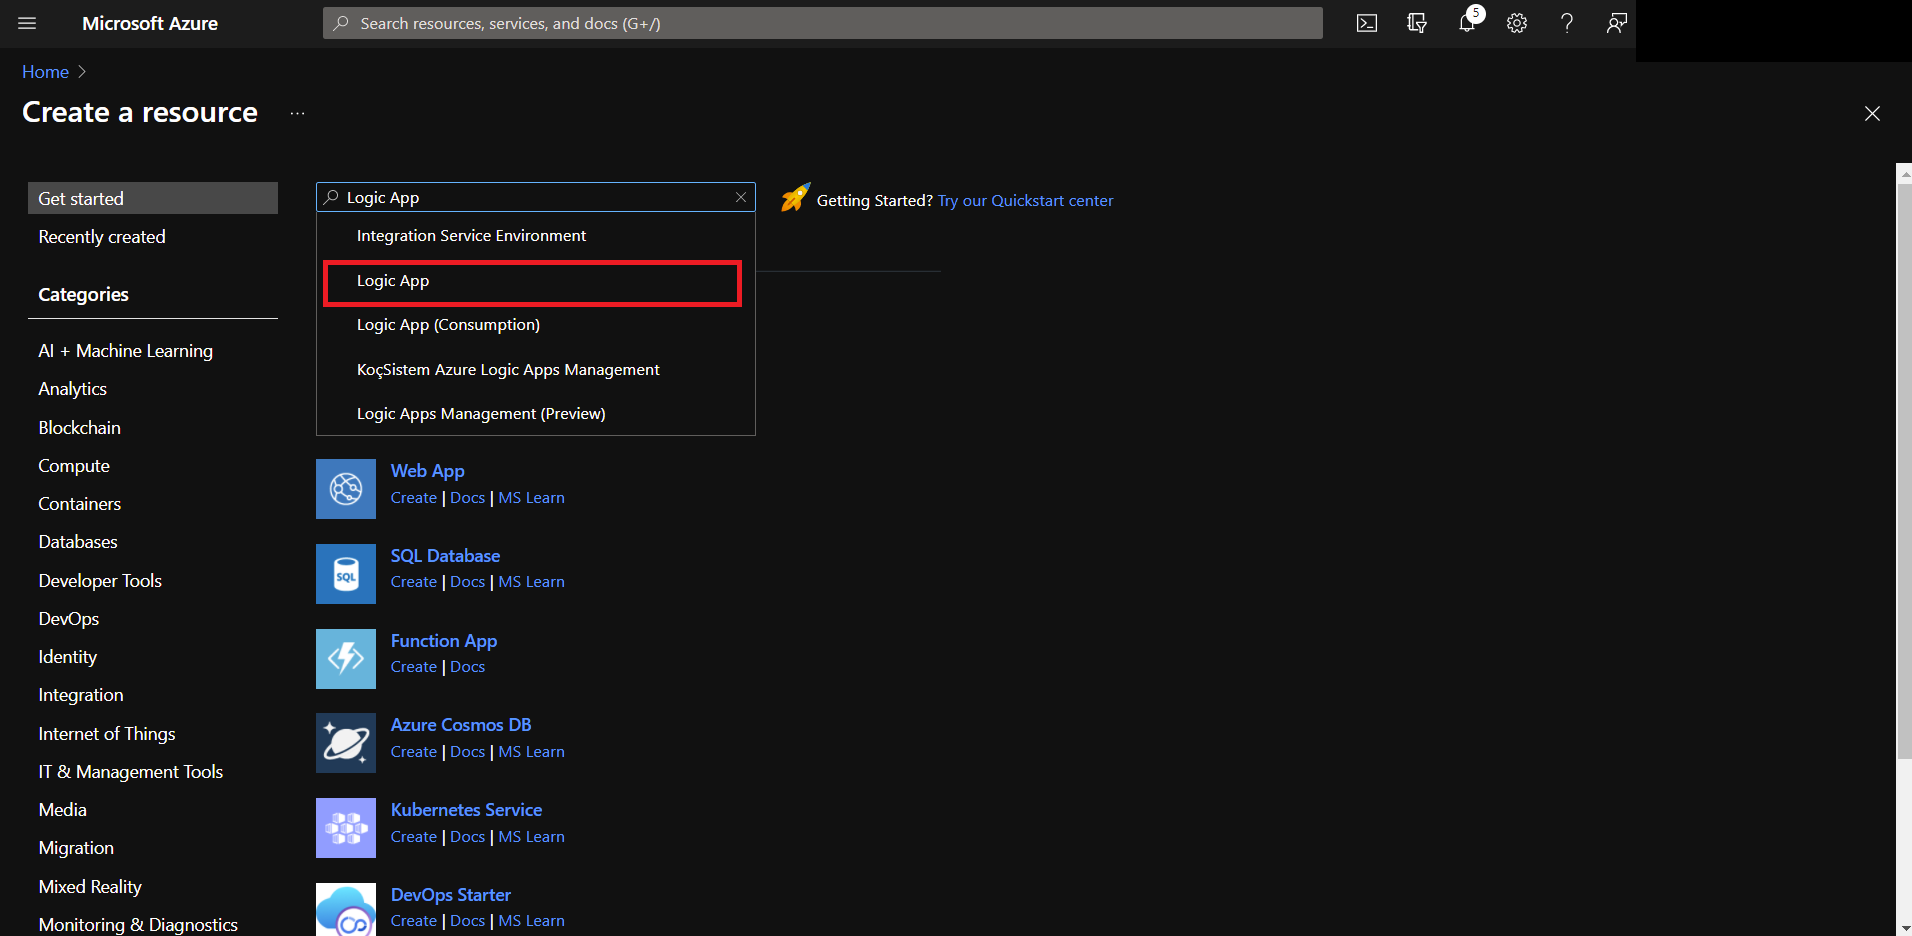 Microsoft Azure
Search resources, services, and docs (G+/)
5
Home
Create a resource
...
Get started
Recently created
Categories
AI + Machine Learning
Analytics
Blockchain
Compute
Containers
Databases
Developer Tools
DevOps
Identity
Integration
Internet of Things
IT & Management Tools
Media
Migration
Mixed Reality
Monitoring & Diagnostics
Logic App
Integration Service Environment
Logic App
Logic App (Consumption)
KoçSistem Azure Logic Apps Management
Logic Apps Management (Preview)
Getting Started? Try our Quickstart center
Web App
Create | Docs | MS Learn
SQL
SQL Database
Create | Docs | MS Learn
Function App
Create | Docs
Azure Cosmos DB
Create | Docs | MS Learn
Kubernetes Service
Create | Docs | MS Learn
DevOps Starter
Create | Docs | MS Learn